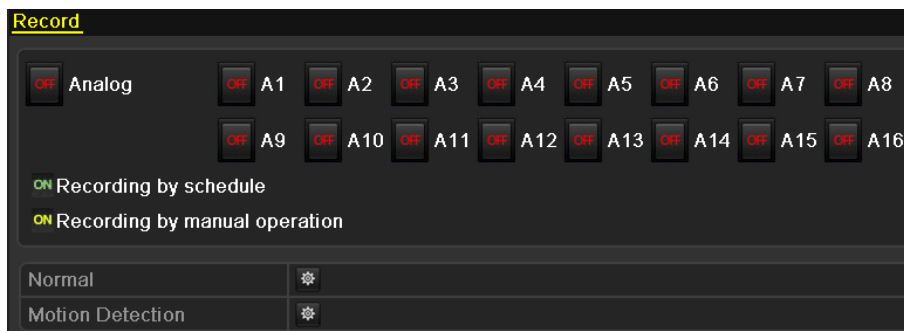 Record
OFF Analog OFF A1 OFF A2 OFF A3 OFF A4 OFF A5 OFF A6 OFF A7 OFF A8
OFF A9 OFF A10 OFF A11 OFF A12 OFF A13 OFF A14 OFF A15 OFF A16
ON Recording by schedule
ON Recording by manual operation
Normal
Motion Detection